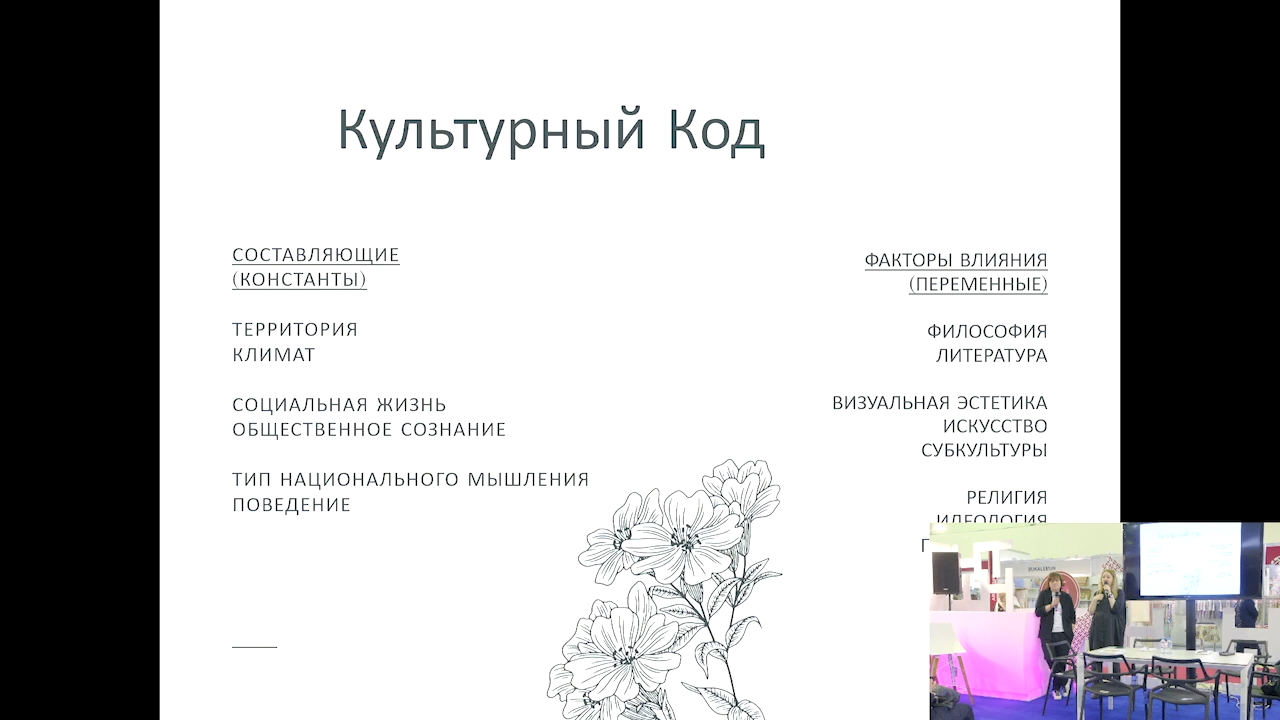 Культурный Код
СОСТАВЛЯЮЩИЕ
(КОНСТАНТЫ)
ТЕРРИТОРИЯ
КЛИМАТ
СОЦИАЛЬНАЯ ЖИЗНЬ
ОБЩЕСТВЕННОЕ СОЗНАНИЕ
ТИП НАЦИОНАЛЬНОГО МЫШЛЕНИЯ
ПОВЕДЕНИЕ
ФАКТОРЫ ВЛИЯНИЯ
(ПЕРЕМЕННЫЕ)
ФИЛОСОФИЯ
ЛИТЕРАТУРА
ВИЗУАЛЬНАЯ ЭСТЕТИКА
ИСКУССТВО
СУБКУЛЬТУРЫ
РЕЛИГИЯ
ИДЕОЛОГИЯ